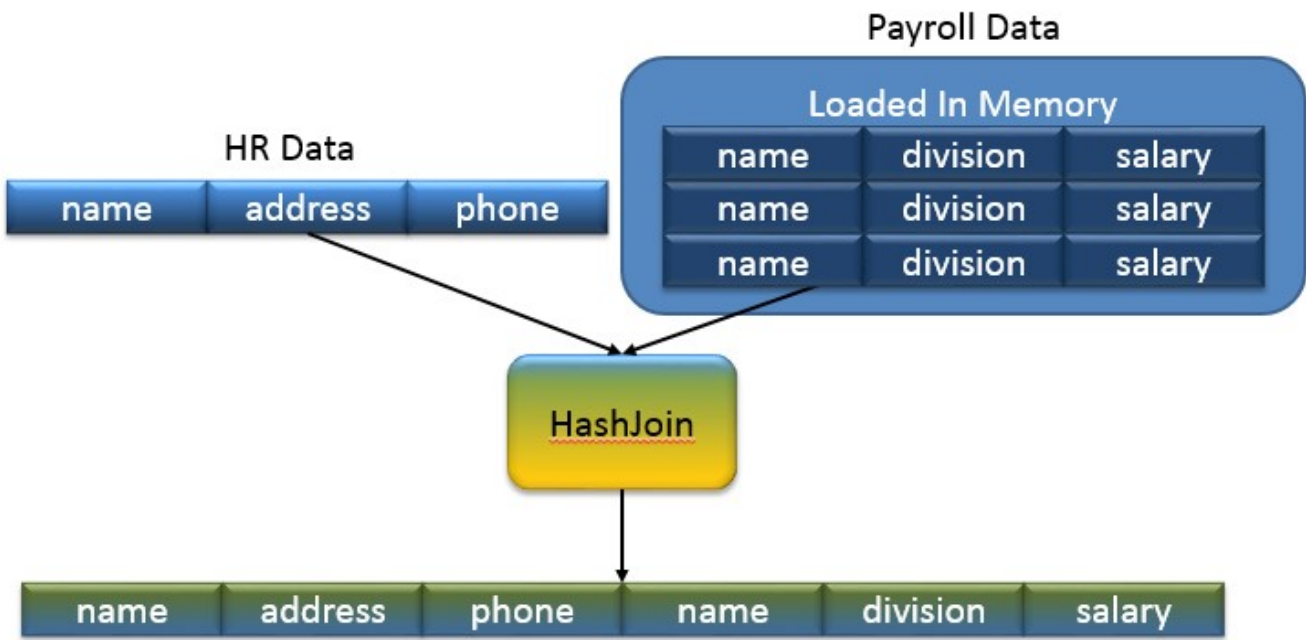 Payroll Data
Loaded In Memory
HR Data
name division salary
name address phone
name division salary
name division salary
HashJoin
name address phone name division salary